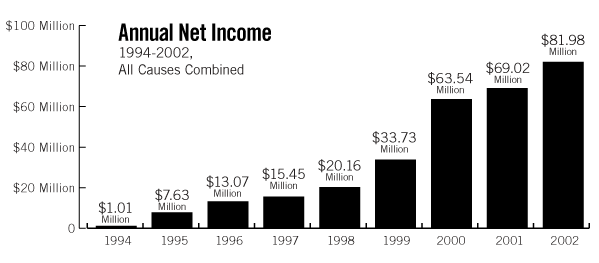 Annual Net Income
1994-2002,
All Causes Combined
$100 Million
$80 Million
$60 Million
$40 Million
$20 Million
0
$1.01
Million
$7.63
Million
$13.07
Million
$15.45
Million
$20.16
Million
$33.73
Million
$63.54
Million
$69.02
Million
$81.98
Million
1994 1995 1996 1997 1998 1999 2000 2001 2002